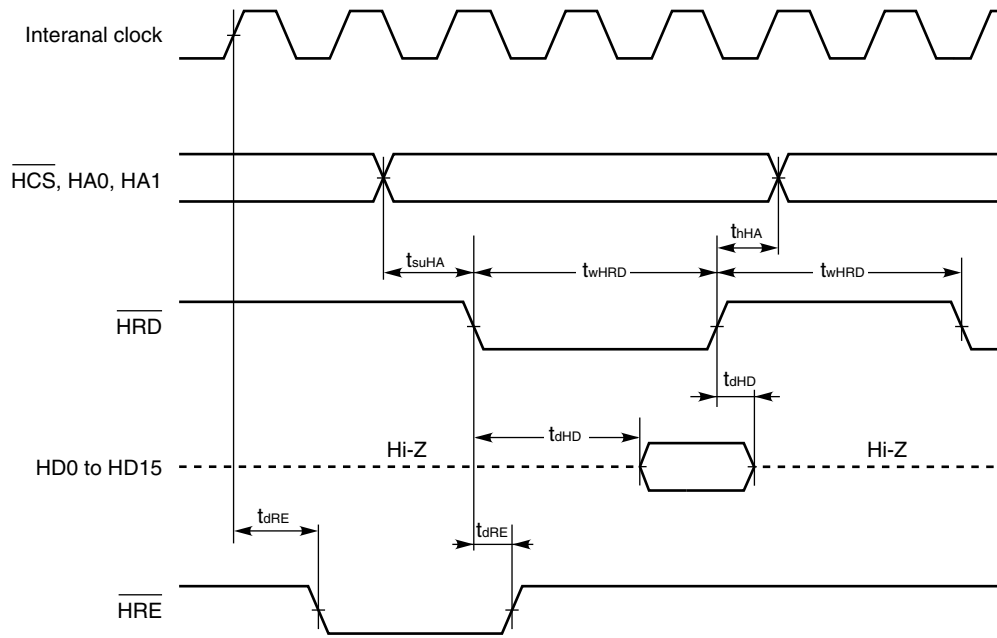 Interanal clock
HCS, HA0, HA1
tsuHA
twHRD
thHA
twHRD
HRD
tdHD
tdHD
Hi-Z
Hi-Z
HD0 to HD15
tdRE
tdRE
HRE